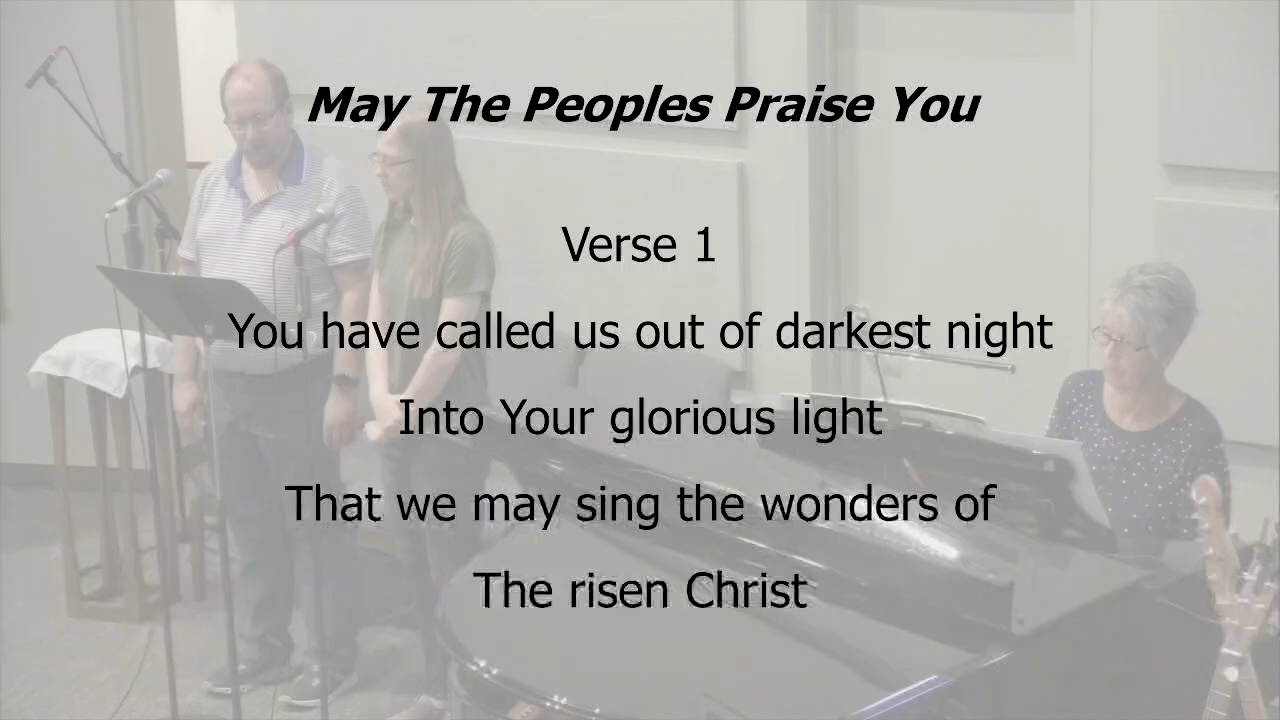 May The Peoples Praise You
Verse 1
You have called us out of darkest night
Into Your glorious light
That we may sing the wonders of
The risen Christ